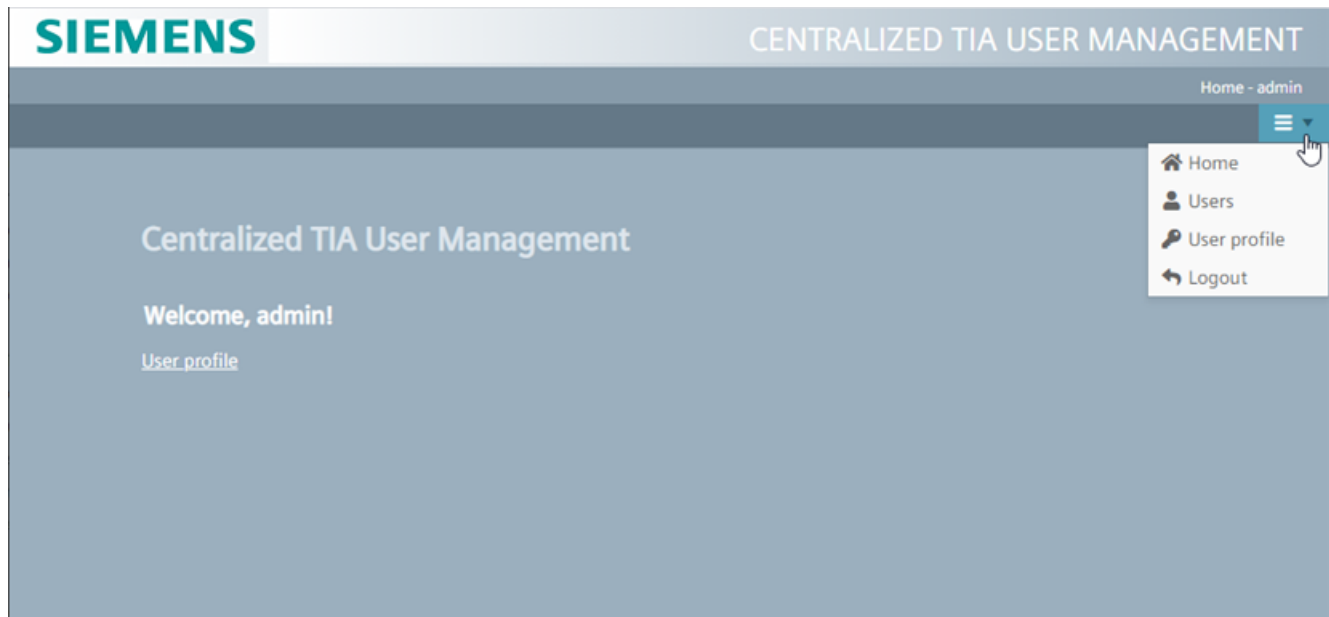 SIEMENS
CENTRALIZED TIA USER MANAGEMENT
Home - admin
Home
Users
User profile
Logout
Centralized TIA User Management
Welcome, admin!
User profile